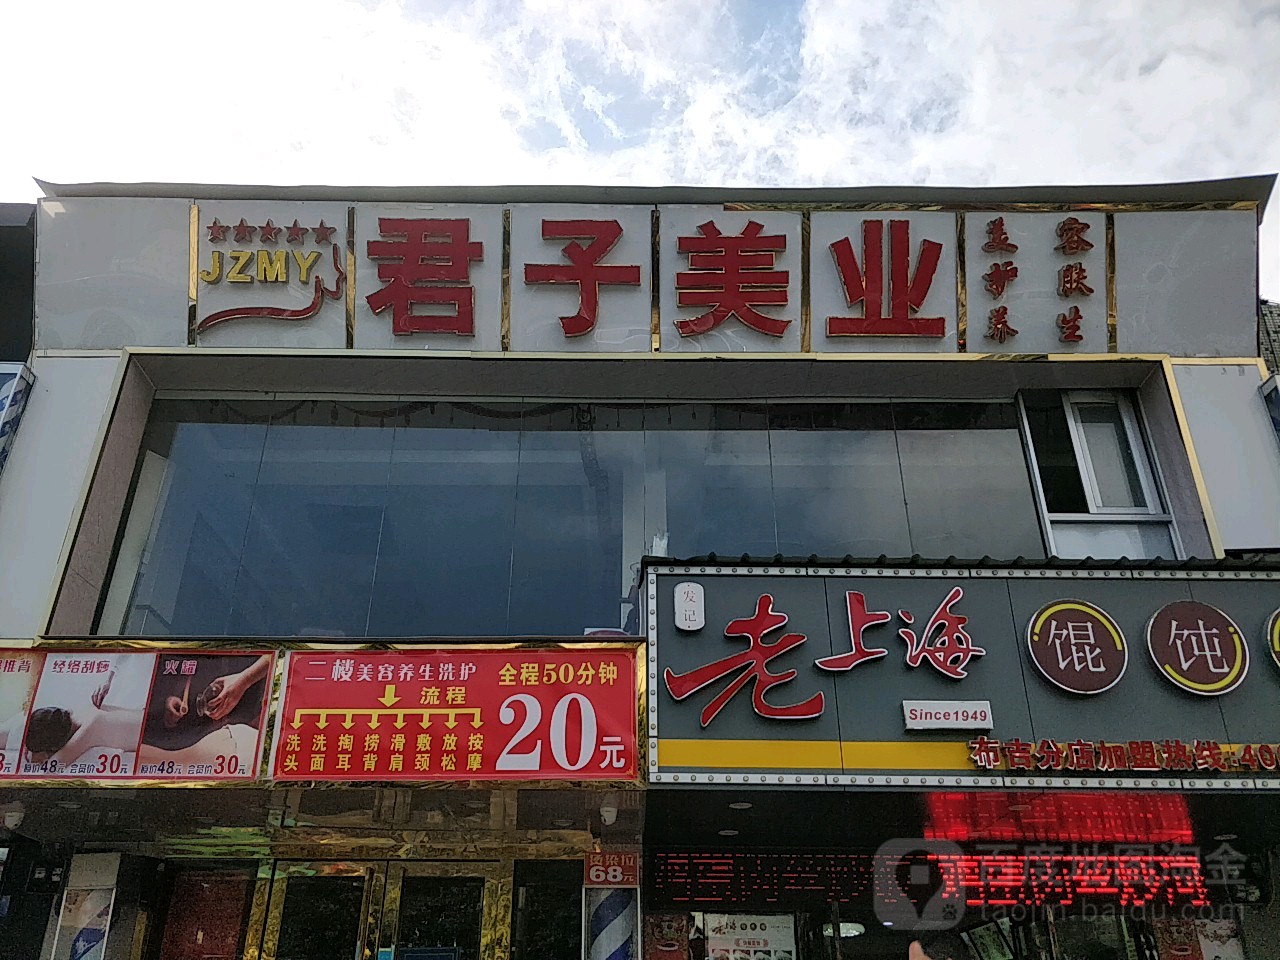 JZMY
君子美业
美容
护肤
养生
经络刮痧
原价48元 会员价30元
火罐
原价48元 会员价30元
二楼美容养生洗护
流程
全程50分钟
20元
洗头 洗面 掏耳 捞背 滑肩 敷颈 放松 按摩
发记
老上海
馄饨
Since1949
布吉分店加盟热线:40
烫染拉
68元
百度地图淘金
taojin.baidu.com